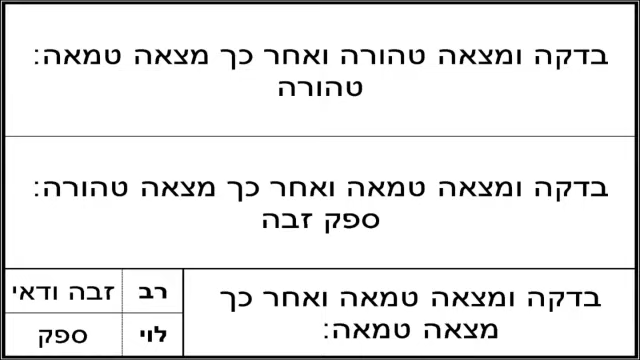 בדקה ומצאה טהורה ואחר כך מצאה טמאה:
טהורה
בדקה ומצאה טמאה ואחר כך מצאה טהורה:
ספק זבה
בדקה ומצאה טמאה ואחר כך
מצאה טמאה:
רב זבה ודאי
לוי ספק